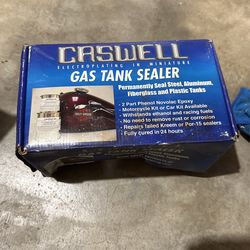 CASWELL
ELECTROPLATING IN MINIATURE
GAS TANK SEALER
Permanently Seal Steel, Aluminum,
Fiberglass and Plastic Tanks
- 2 Part Phenol Novolac Epoxy
- Motorcycle Kit or Car Kit Available
- Withstands ethanol and racing fuels
- No need to remove rust or corrosion
- Repairs failed Kreem or Por-15 sealers
- Fully cured in 24 hours